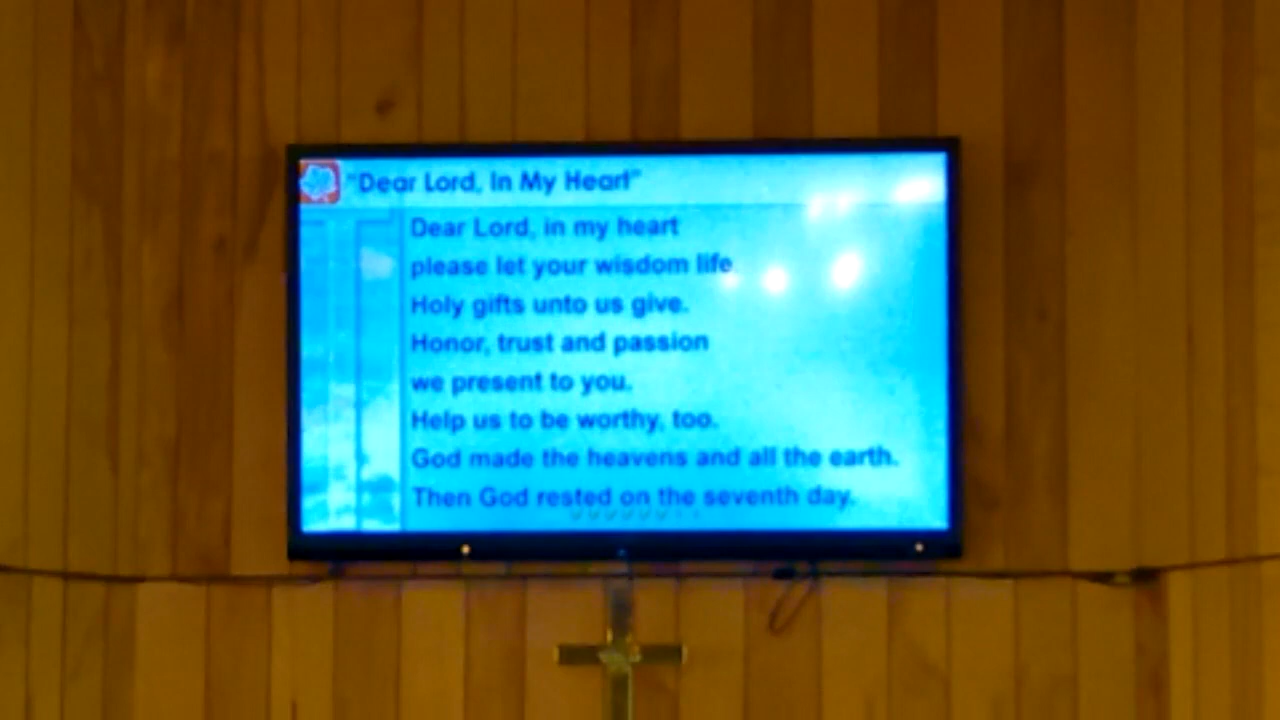 "Dear Lord, In My Heart"
Dear Lord, in my heart
please let your wisdom life
Holy gifts unto us give.
Honor, trust and passion
we present to you.
Help us to be worthy, too.
God made the heavens and all the earth.
Then God rested on the seventh day.